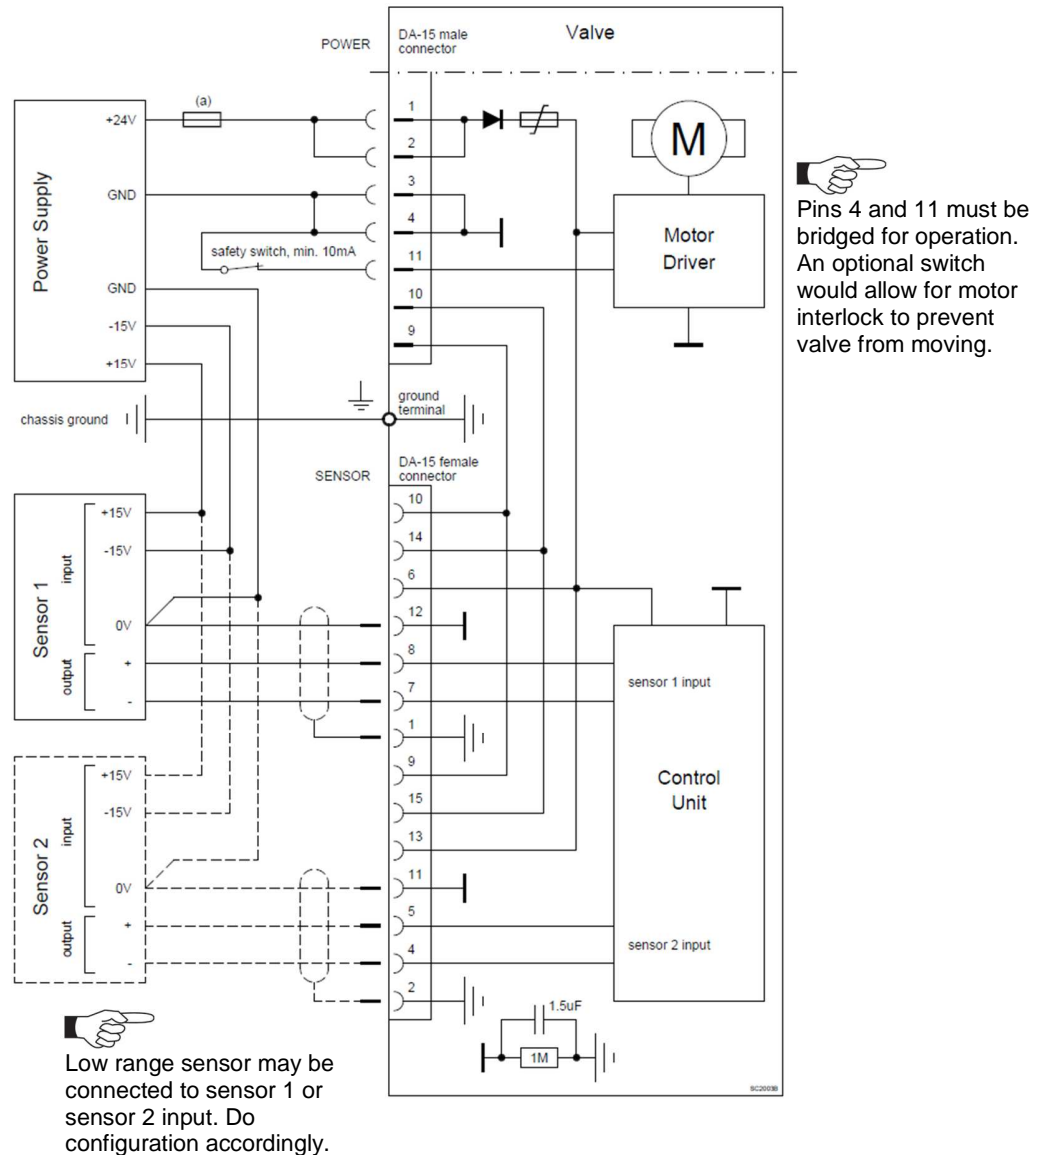 POWER
DA-15 male
connector
Valve
Power Supply
+24V
(a)
GND
safety switch, min. 10mA
GND
-15V
+15V
1
2
3
4
11
10
9
M
Motor
Driver
Pins 4 and 11 must be
bridged for operation.
An optional switch
would allow for motor
interlock to prevent
valve from moving.
chassis ground
ground
terminal
SENSOR
DA-15 female
connector
Sensor 1
input
+15V
-15V
0V
output
+
-
10
14
6
12
8
7
1
9
15
13
11
5
4
2
sensor 1 input
Control
Unit
sensor 2 input
Sensor 2
input
+15V
-15V
0V
output
+
-
1.5uF
1M
SC2003B
Low range sensor may be
connected to sensor 1 or
sensor 2 input. Do
configuration accordingly.